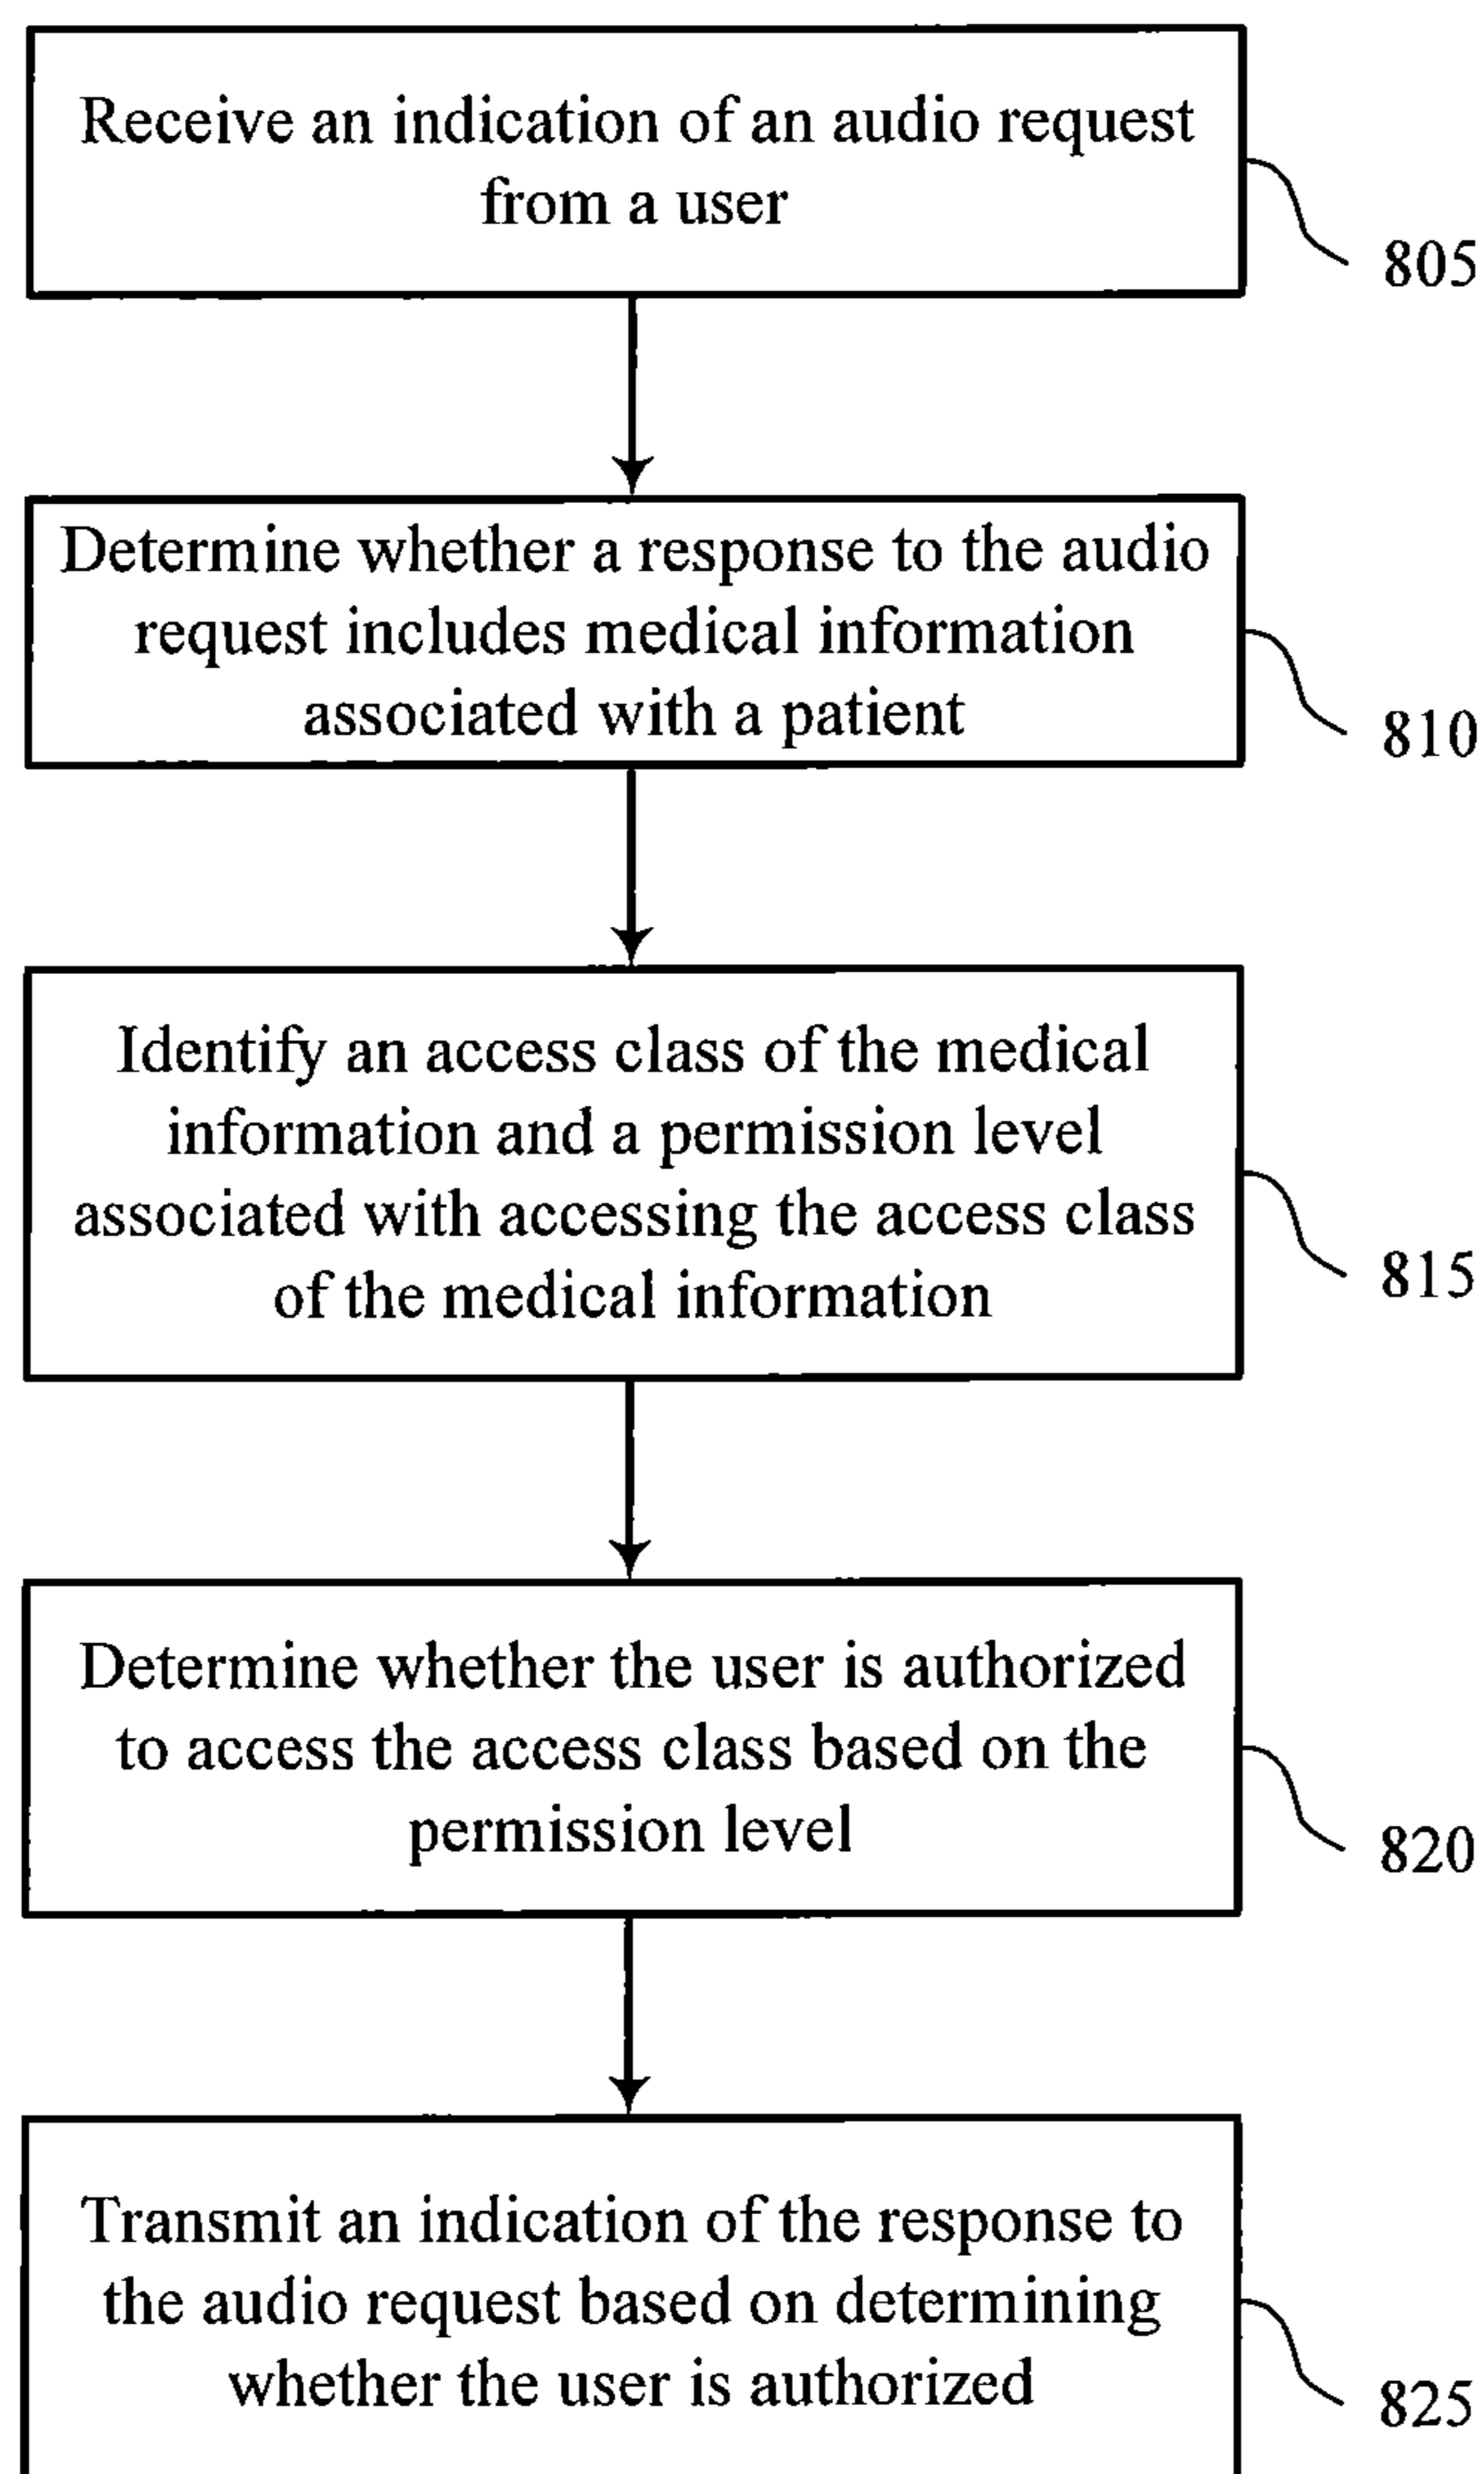 Receive an indication of an audio request
from a user
805
Determine whether a response to the audio
request includes medical information
associated with a patient
810
Identify an access class of the medical
information and a permission level
associated with accessing the access class
of the medical information
815
Determine whether the user is authorized
to access the access class based on the
permission level
820
Transmit an indication of the response to
the audio request based on determining
whether the user is authorized
825